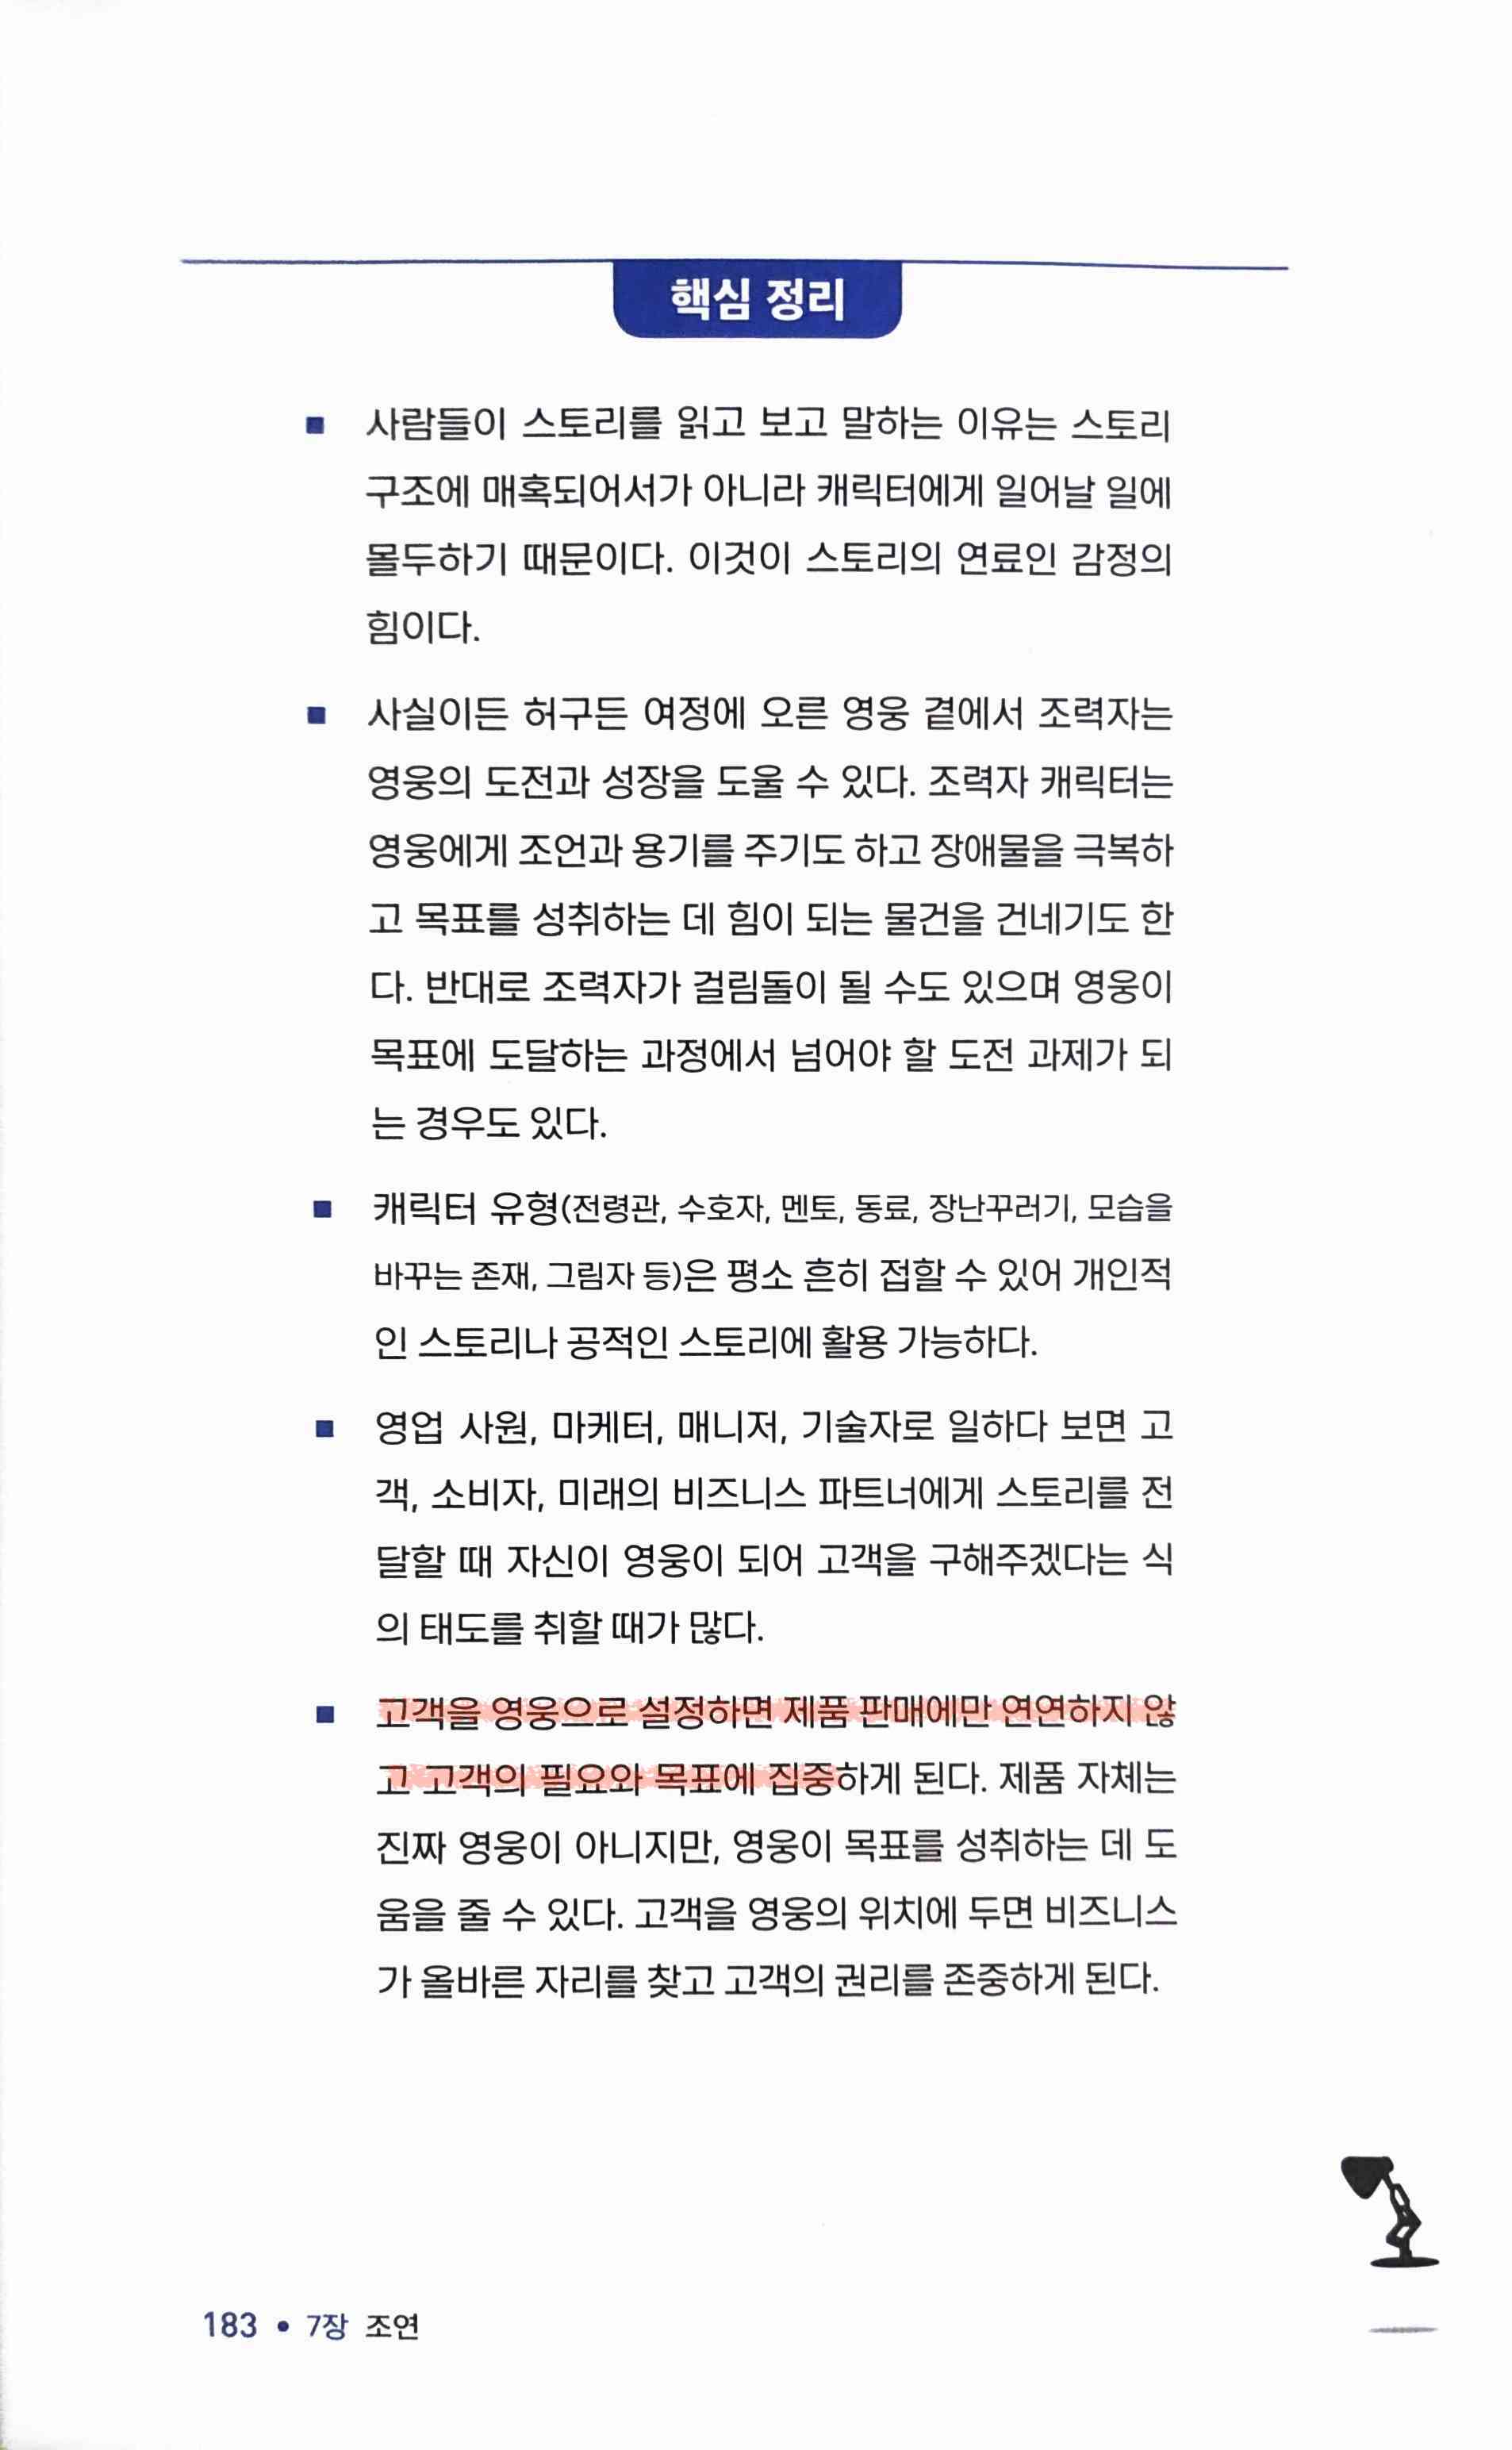 핵심 정리
▪ 사람들이 스토리를 읽고 보고 말하는 이유는 스토리
구조에 매혹되어서가 아니라 캐릭터에게 일어날 일에
몰두하기 때문이다. 이것이 스토리의 연료인 감정의
힘이다.
▪ 사실이든 허구든 여정에 오른 영웅 곁에서 조력자는
영웅의 도전과 성장을 도울 수 있다. 조력자 캐릭터는
영웅에게 조언과 용기를 주기도 하고 장애물을 극복하
고 목표를 성취하는 데 힘이 되는 물건을 건네기도 한
다. 반대로 조력자가 걸림돌이 될 수도 있으며 영웅이
목표에 도달하는 과정에서 넘어야 할 도전 과제가 되
는 경우도 있다.
▪ 캐릭터 유형(전령관, 수호자, 멘토, 동료, 장난꾸러기, 모습을
바꾸는 존재, 그림자 등)은 평소 흔히 접할 수 있어 개인적
인 스토리나 공적인 스토리에 활용 가능하다.
▪ 영업 사원, 마케터, 매니저, 기술자로 일하다 보면 고
객, 소비자, 미래의 비즈니스 파트너에게 스토리를 전
달할 때 자신이 영웅이 되어 고객을 구해주겠다는 식
의 태도를 취할 때가 많다.
▪ 고객을 영웅으로 설정하면 제품 판매에만 연연하지 않
고 고객의 필요와 목표에 집중하게 된다. 제품 자체는
진짜 영웅이 아니지만, 영웅이 목표를 성취하는 데 도
움을 줄 수 있다. 고객을 영웅의 위치에 두면 비즈니스
가 올바른 자리를 찾고 고객의 권리를 존중하게 된다.
183 • 7장 조연